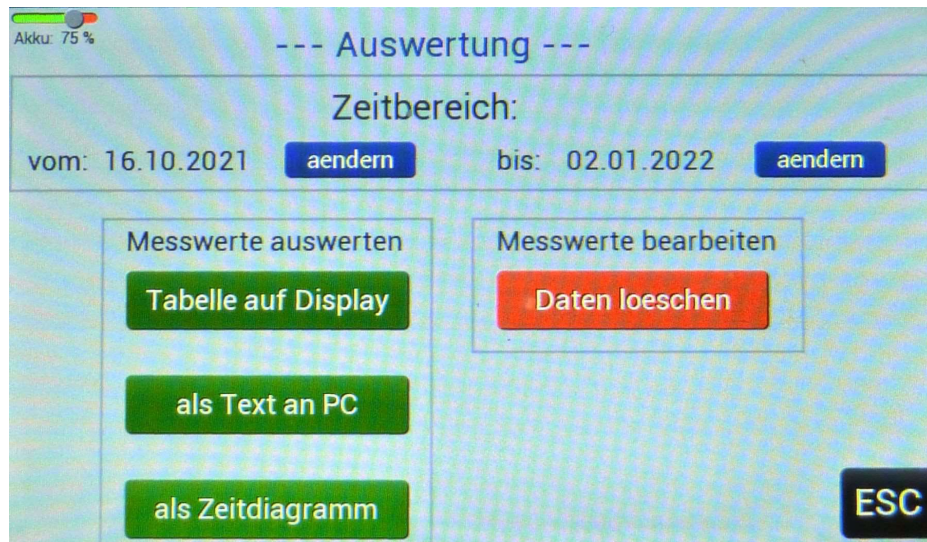 Akku: 75 %
--- Auswertung ---
Zeitbereich:
vom: 16.10.2021 aendern bis: 02.01.2022 aendern
Messwerte auswerten
Tabelle auf Display
als Text an PC
als Zeitdiagramm
Messwerte bearbeiten
Daten loeschen
ESC